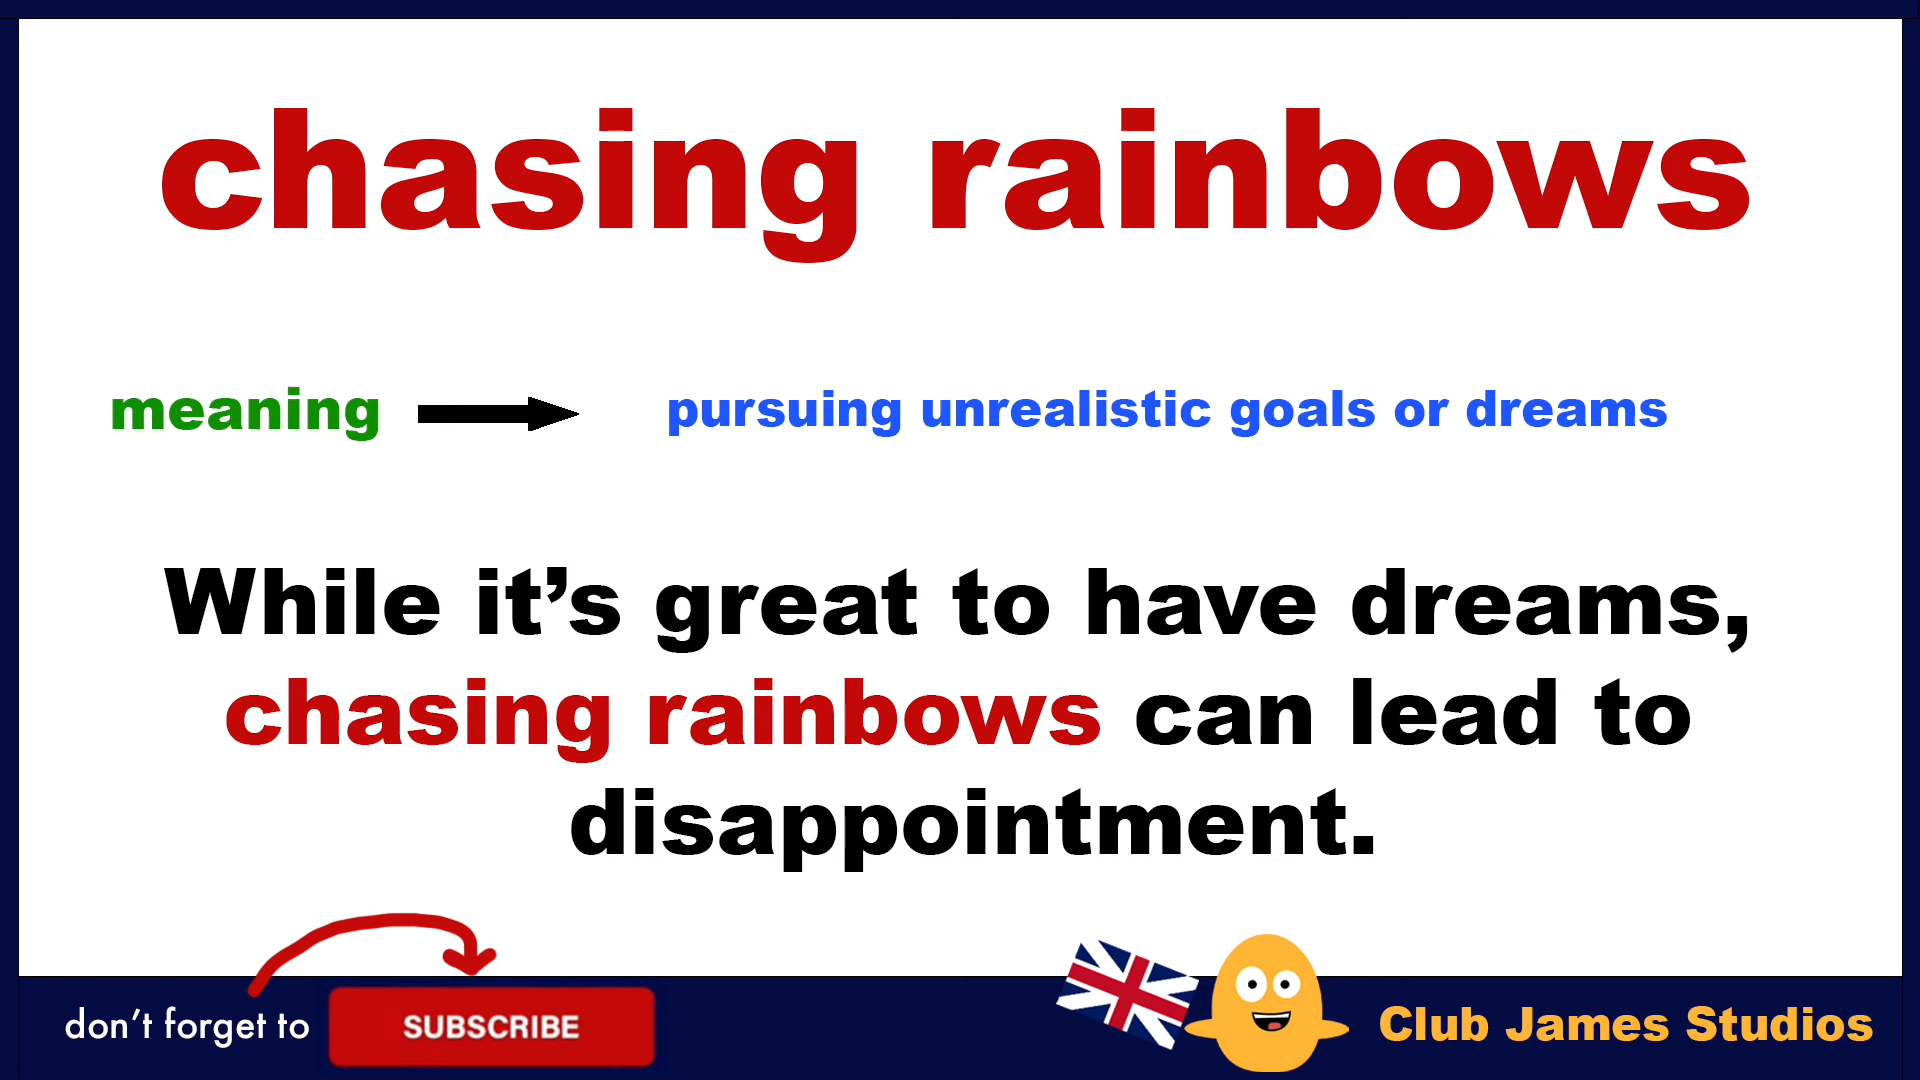 chasing rainbows
meaning
pursuing unrealistic goals or dreams
While it’s great to have dreams,
chasing rainbows can lead to
disappointment.
don’t forget to
SUBSCRIBE
Club James Studios